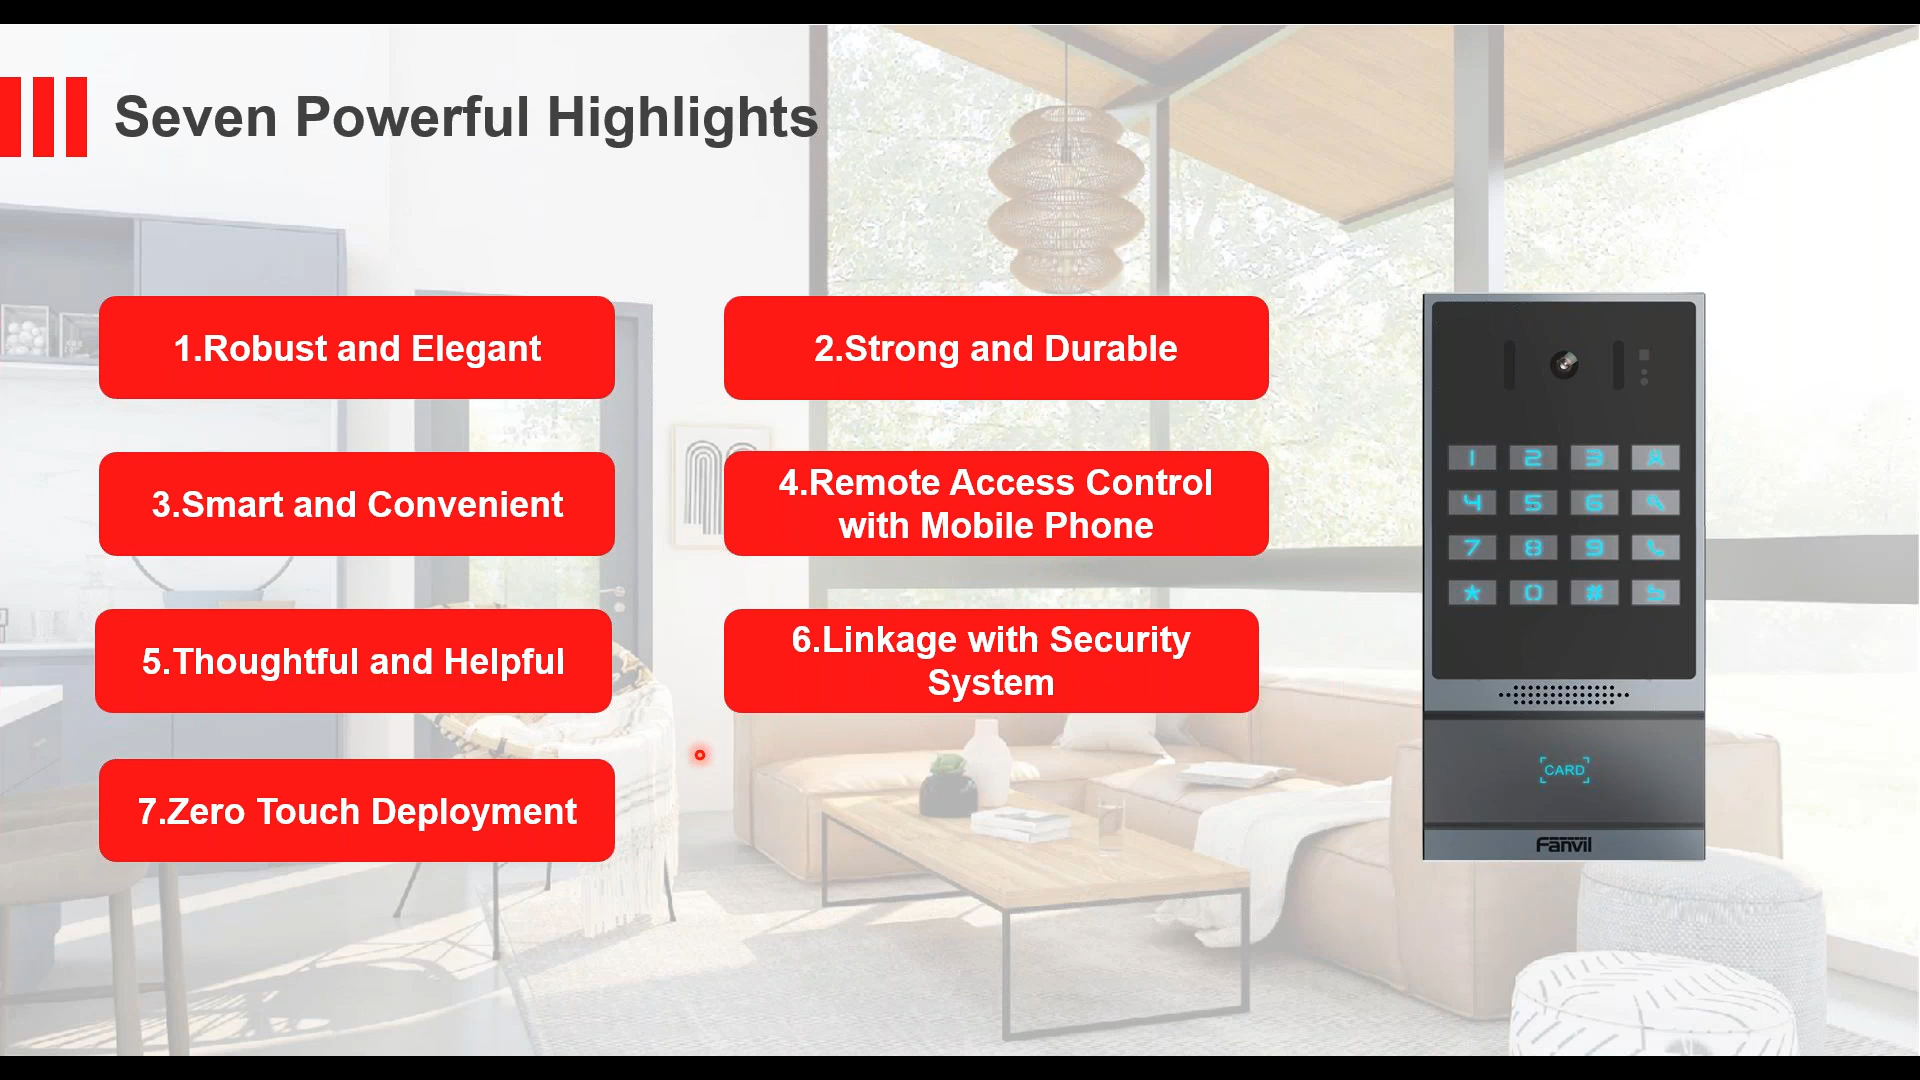 Seven Powerful Highlights
1.Robust and Elegant
2.Strong and Durable
3.Smart and Convenient
4.Remote Access Control
with Mobile Phone
5.Thoughtful and Helpful
6.Linkage with Security
System
7.Zero Touch Deployment
1 2 3
4 5 6
7 8 9
* 0 #
CARD
Fanvil